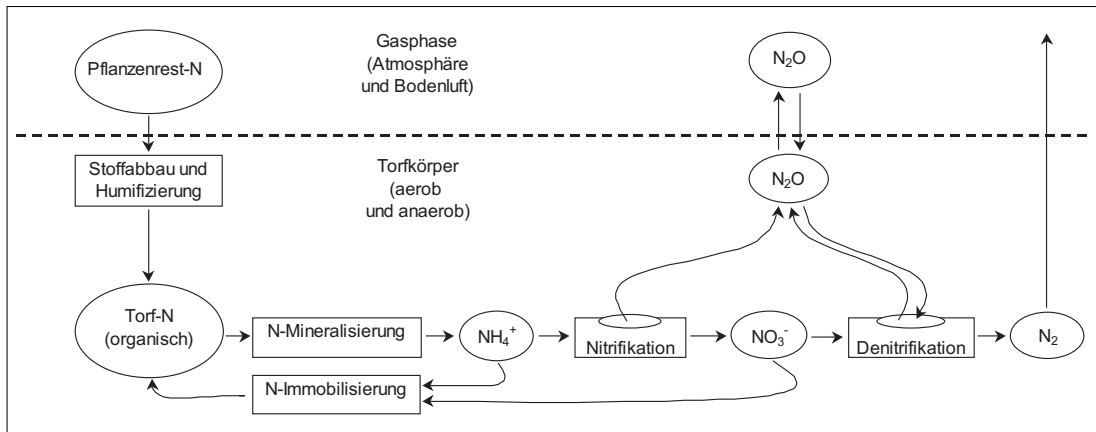 Gasphase
(Atmosphäre
und Bodenluft)
Pflanzenrest-N
N₂O
Stoffabbau und
Humifizierung
Torfkörper
(aerob
und anaerob)
N₂O
Torf-N
(organisch)
N-Mineralisierung
NH₄⁺
Nitrifikation
NO₃⁻
Denitrifikation
N₂
N-Immobilisierung